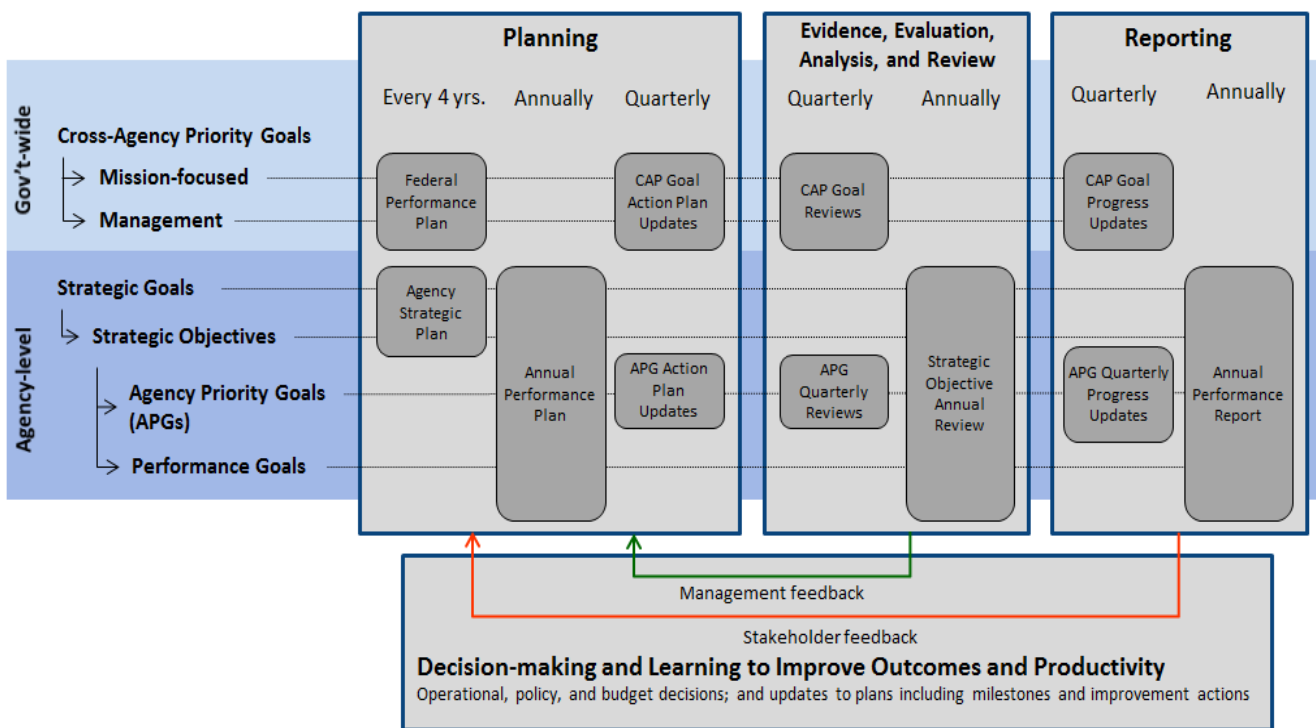 Planning
Evidence, Evaluation,
Analysis, and Review
Reporting
Every 4 yrs.
Annually
Quarterly
Quarterly
Annually
Quarterly
Annually
Gov't-wide
Cross-Agency Priority Goals
Mission-focused
Management
Federal
Performance
Plan
CAP Goal
Action Plan
Updates
CAP Goal
Reviews
CAP Goal
Progress
Updates
Agency-level
Strategic Goals
Strategic Objectives
Agency Priority Goals
(APGs)
Performance Goals
Agency
Strategic
Plan
Annual
Performance
Plan
APG Action
Plan
Updates
APG
Quarterly
Reviews
Strategic
Objective
Annual
Review
APG Quarterly
Progress
Updates
Annual
Performance
Report
Management feedback
Stakeholder feedback
Decision-making and Learning to Improve Outcomes and Productivity
Operational, policy, and budget decisions; and updates to plans including milestones and improvement actions